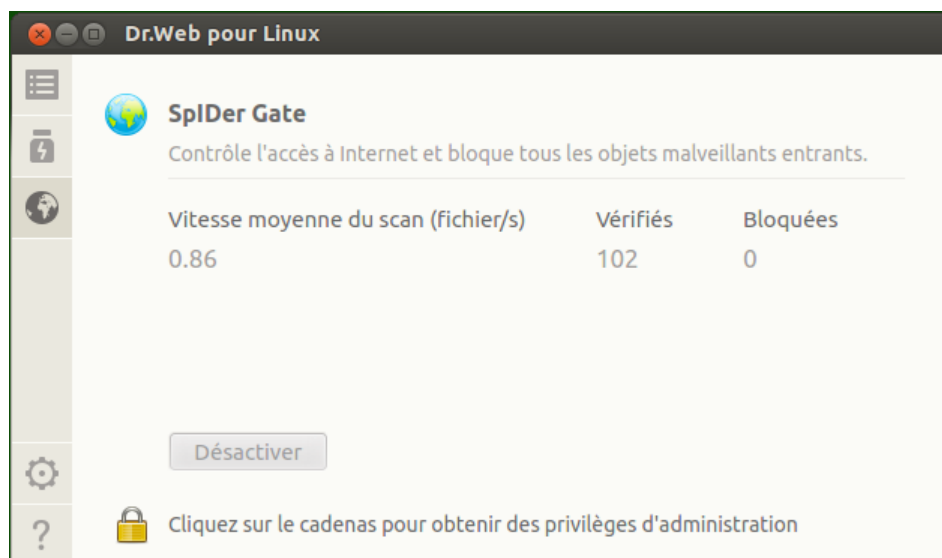 Dr.Web pour Linux
SpIDer Gate
Contrôle l'accès à Internet et bloque tous les objets malveillants entrants.
Vitesse moyenne du scan (fichier/s) Vérifiés Bloquées
0.86 102 0
Désactiver
Cliquez sur le cadenas pour obtenir des privilèges d'administration
?